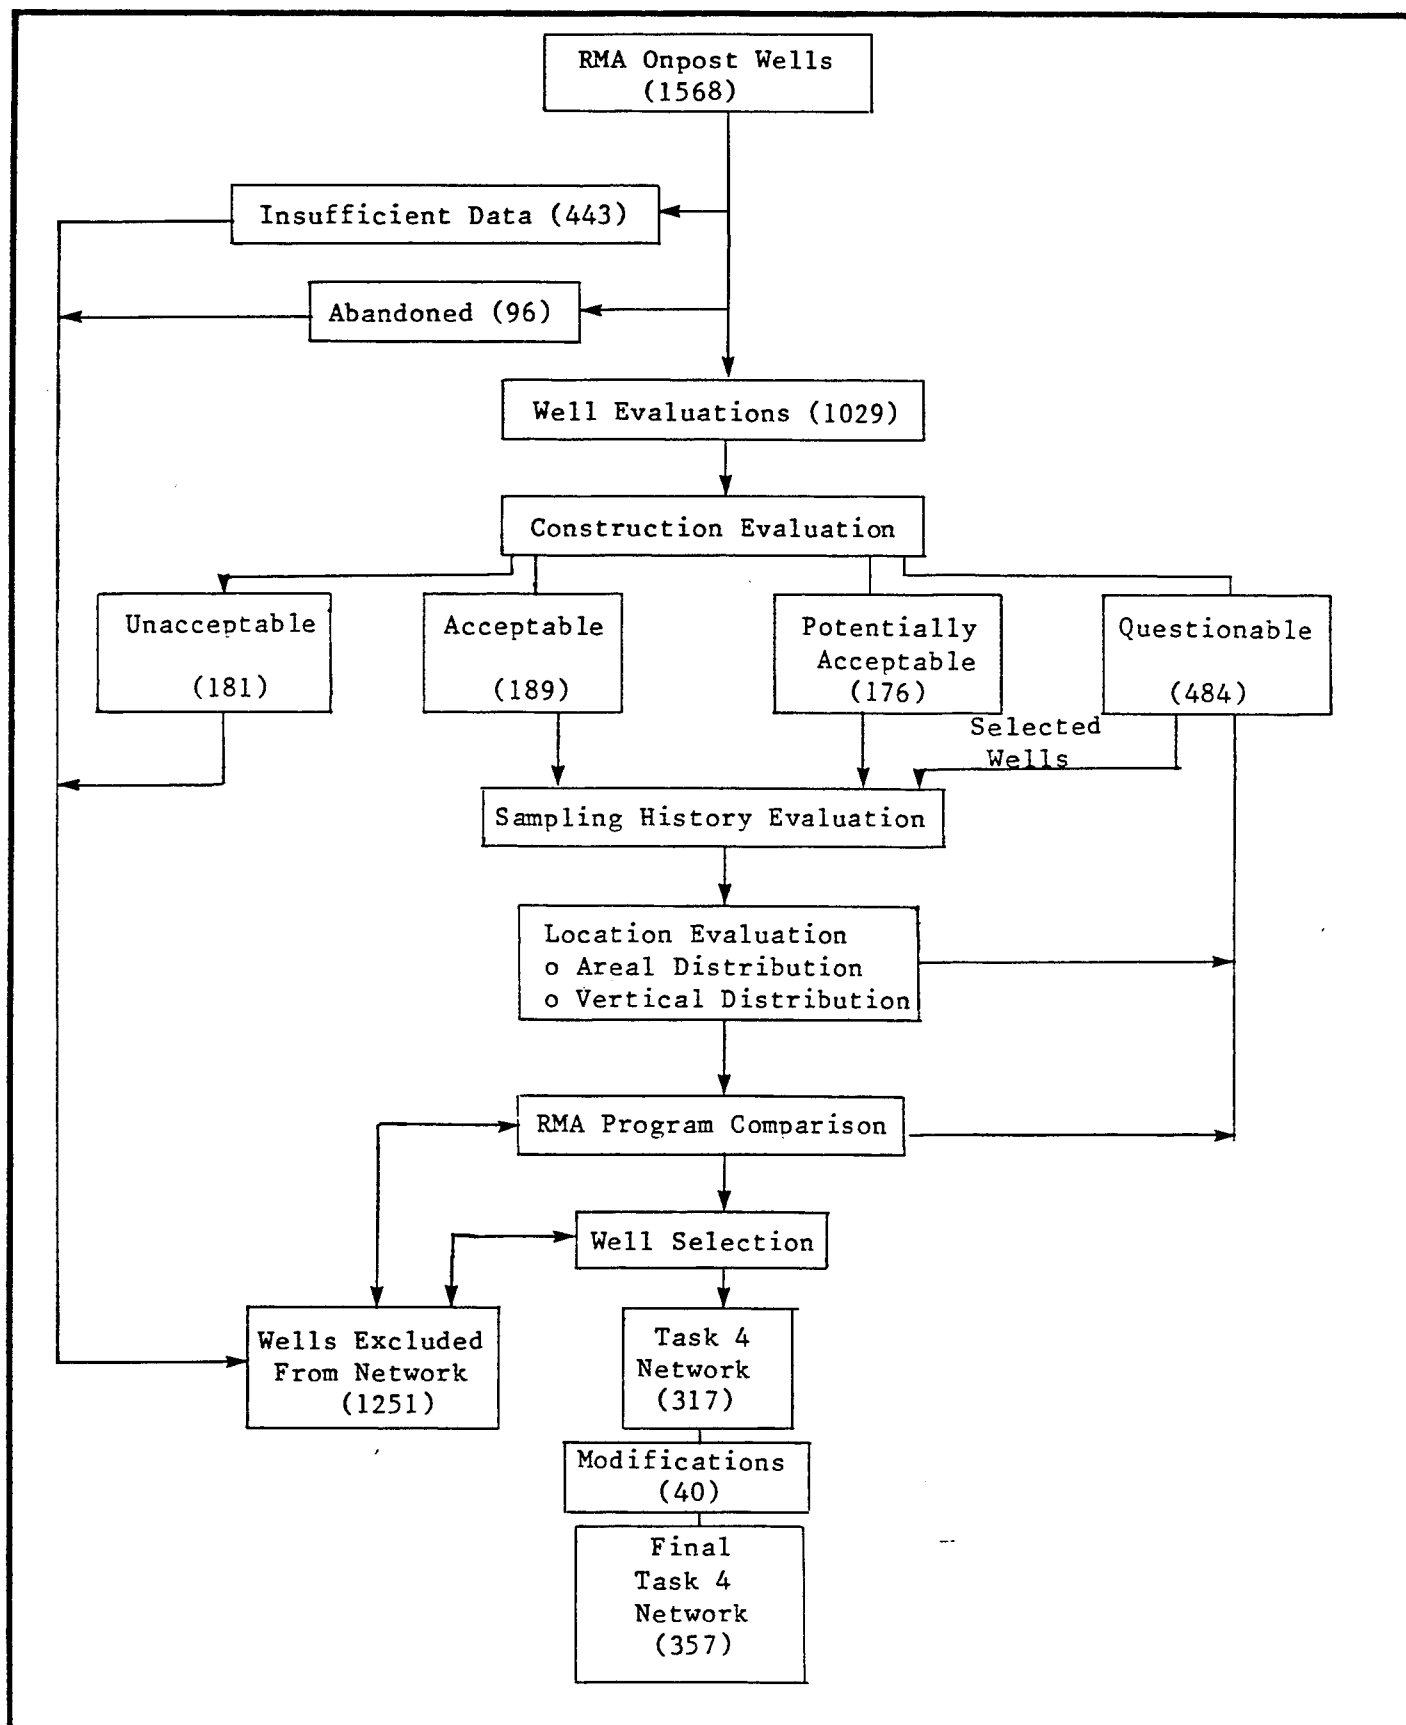 RMA Onpost Wells
(1568)
Insufficient Data (443)
Abandoned (96)
Well Evaluations (1029)
Construction Evaluation
Unacceptable
(181)
Acceptable
(189)
Potentially
Acceptable
(176)
Questionable
(484)
Selected
Wells
Sampling History Evaluation
Location Evaluation
o Areal Distribution
o Vertical Distribution
RMA Program Comparison
Well Selection
Wells Excluded
From Network
(1251)
Task 4
Network
(317)
Modifications
(40)
Final
Task 4
Network
(357)